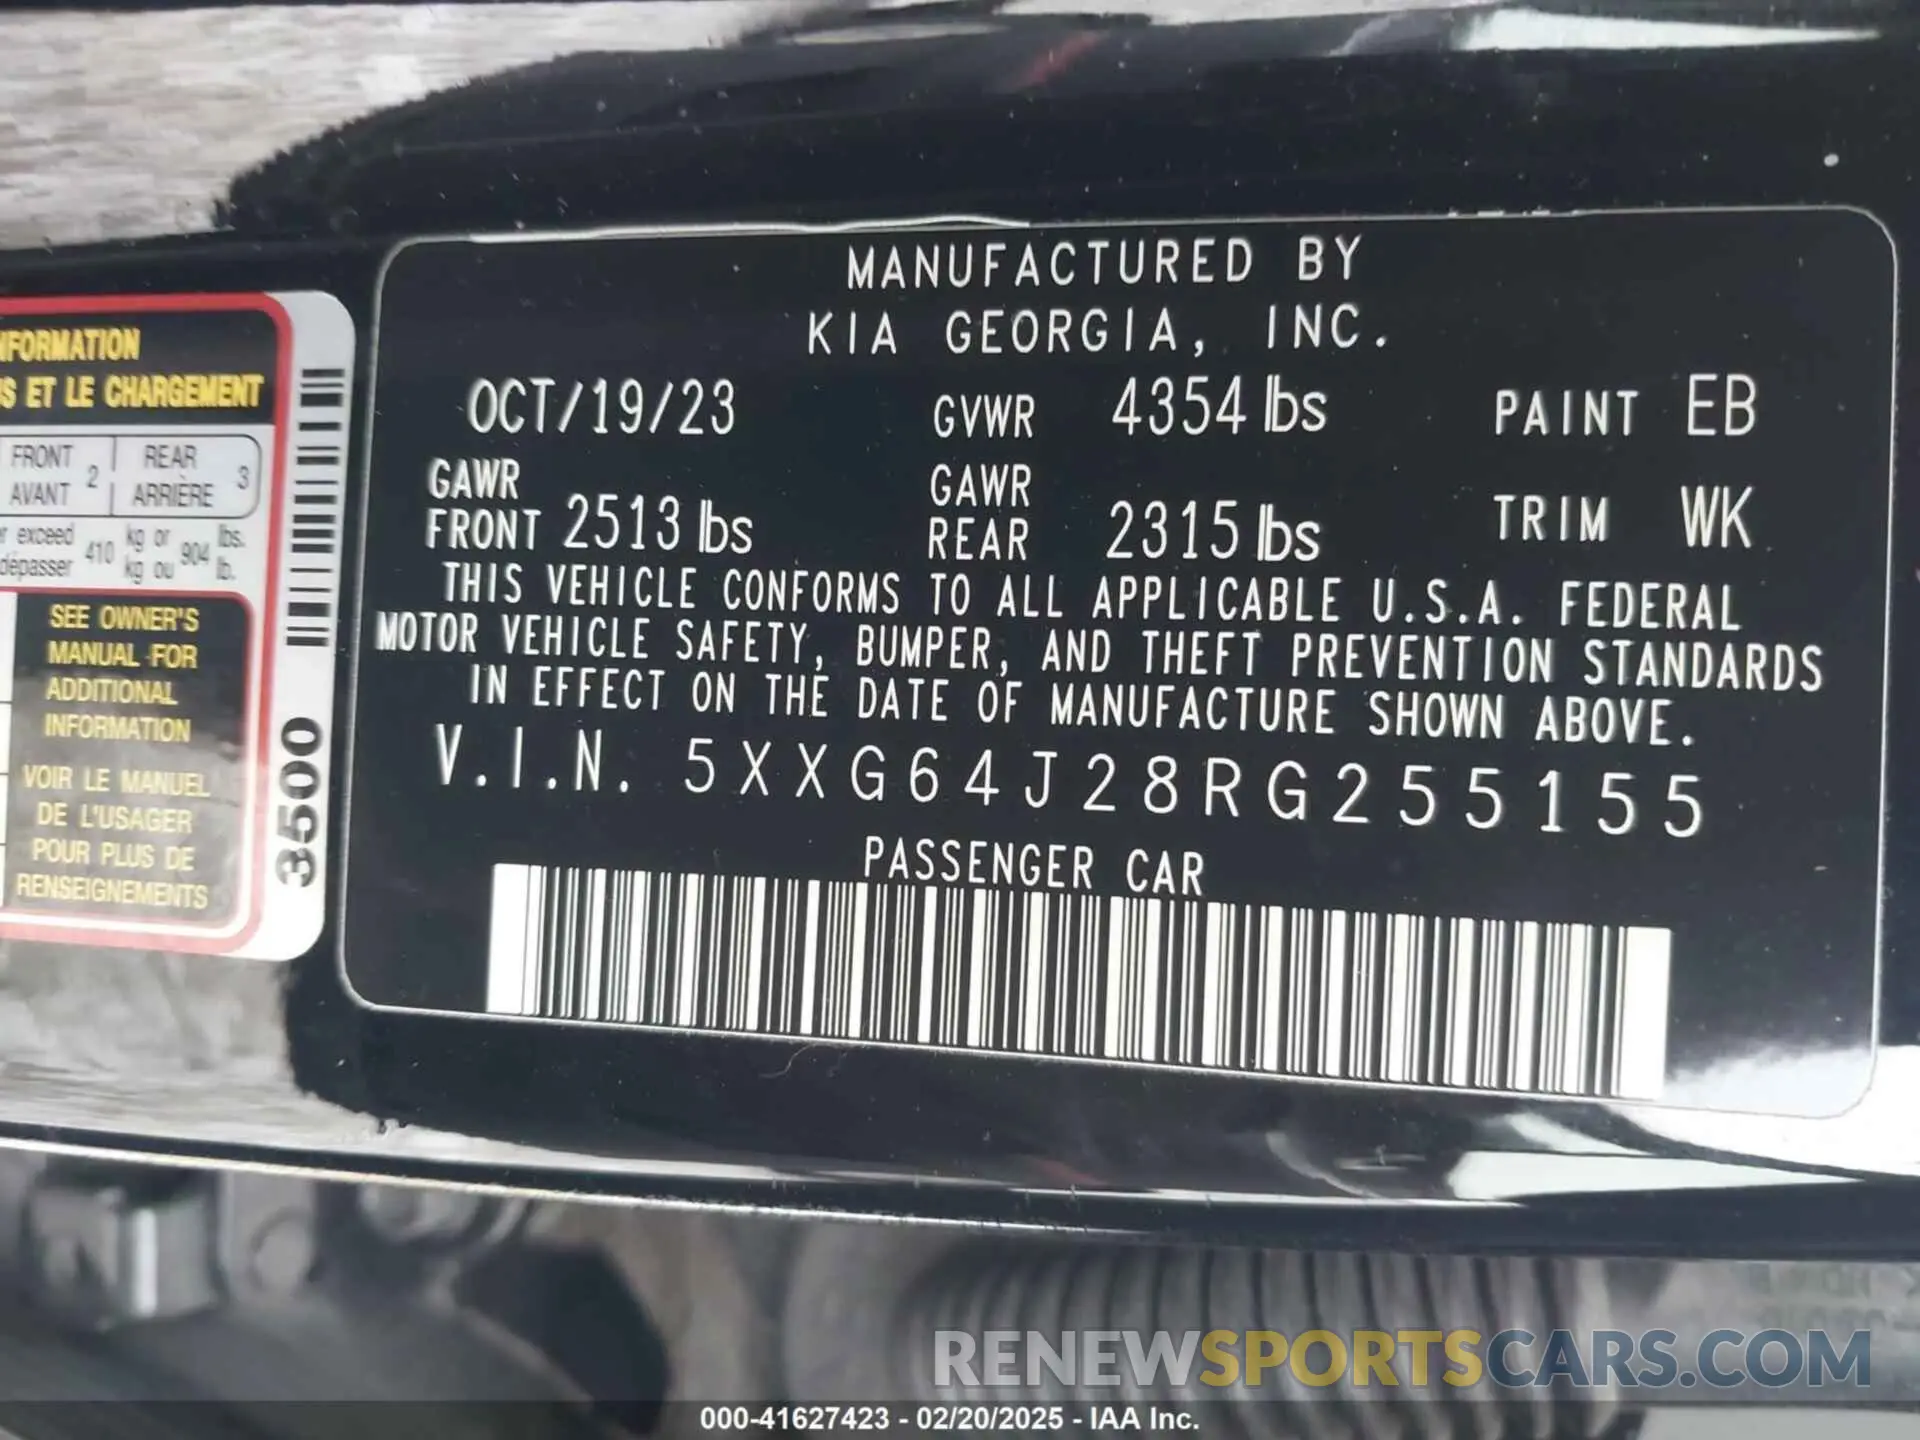 MANUFACTURED BY
KIA GEORGIA, INC.
OCT/19/23 GVWR 4354 lbs PAINT EB
GAWR FRONT 2513 lbs GAWR REAR 2315 lbs TRIM WK
THIS VEHICLE CONFORMS TO ALL APPLICABLE U.S.A. FEDERAL
MOTOR VEHICLE SAFETY, BUMPER, AND THEFT PREVENTION STANDARDS
IN EFFECT ON THE DATE OF MANUFACTURE SHOWN ABOVE.
V.I.N. 5XXG64J28RG255155
PASSENGER CAR
ET LE CHARGEMENT
FRONT 2 REAR 3
AVANT ARRIÈRE
exceed 410 kg or 904 lbs.
dépasser kg ou lb.
SEE OWNER'S
MANUAL FOR
ADDITIONAL
INFORMATION
VOIR LE MANUEL
DE L'USAGER
POUR PLUS DE
RENSEIGNEMENTS
3500
RENEWSPORTSCARS.COM
000-41627423 - 02/20/2025 - IAA Inc.